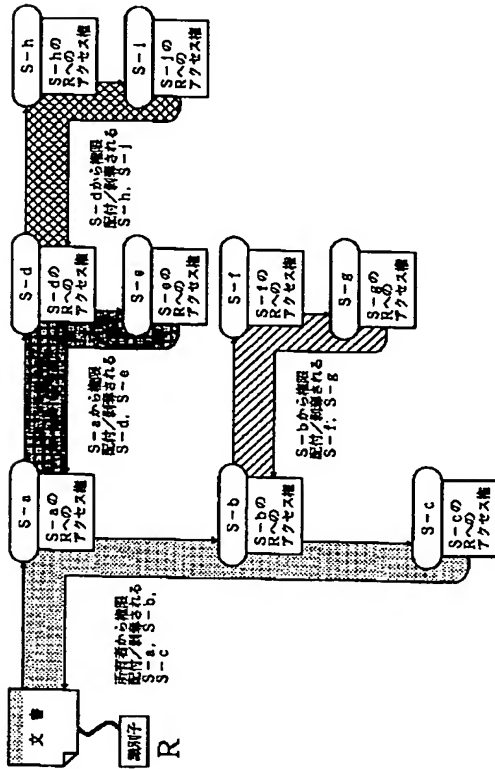 文書
識別子
R
所有者から権限
配付/剥奪される
S-a, S-b,
S-c
S-a
S-aの
Rへの
アクセス権
S-b
S-bの
Rへの
アクセス権
S-c
S-cの
Rへの
アクセス権
S-aから権限
配付/剥奪される
S-d, S-e
S-bから権限
配付/剥奪される
S-f, S-g
S-d
S-dの
Rへの
アクセス権
S-e
S-eの
Rへの
アクセス権
S-f
S-fの
Rへの
アクセス権
S-g
S-gの
Rへの
アクセス権
S-dから権限
配付/剥奪される
S-h, S-j
S-h
S-hの
Rへの
アクセス権
S-i
S-jの
Rへの
アクセス権